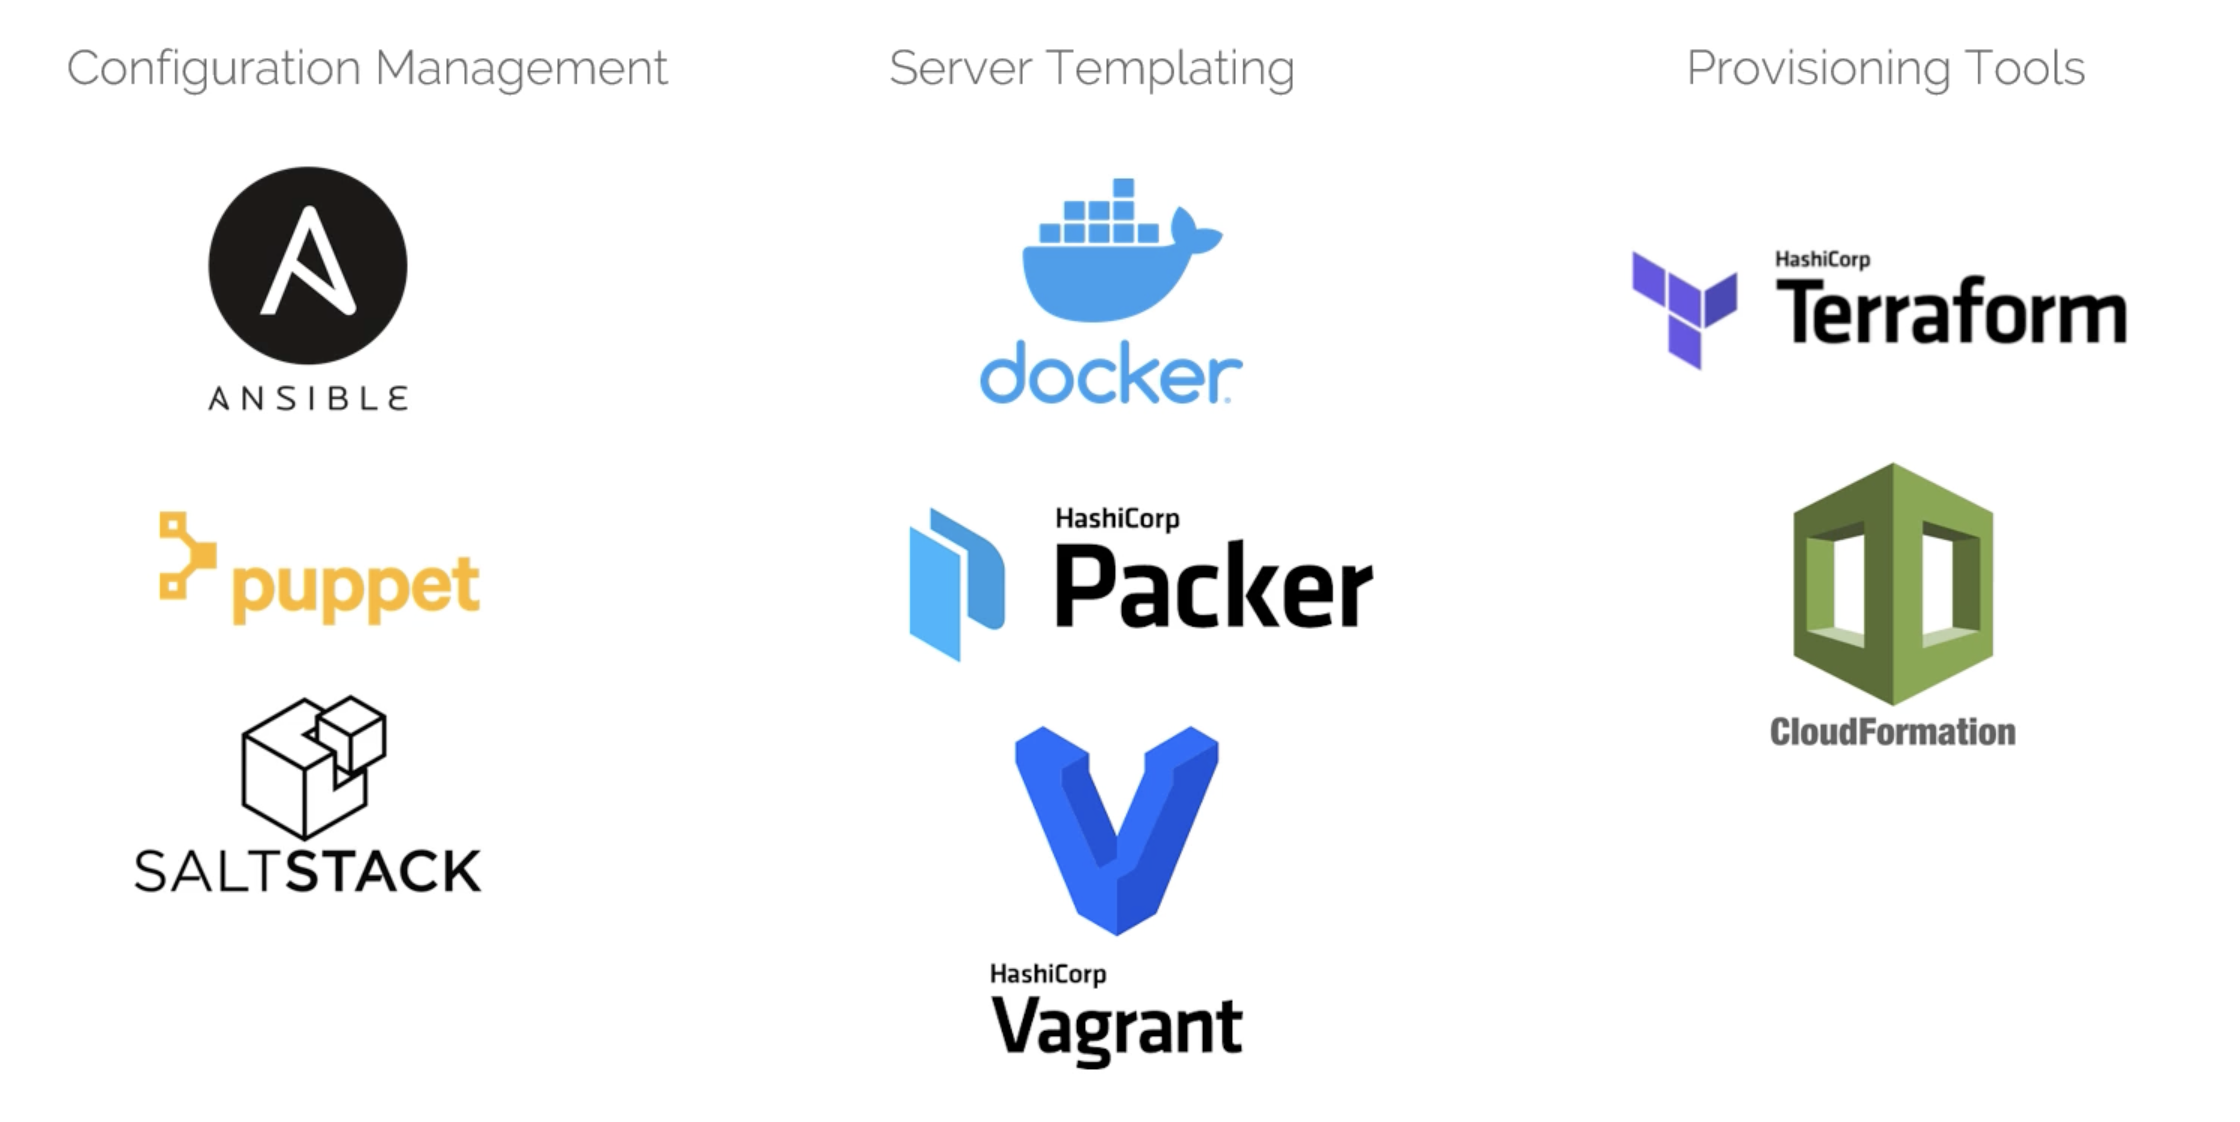 Configuration Management
Server Templating
Provisioning Tools
ANSIBLE
puppet
SALTSTACK
docker
HashiCorp
Packer
HashiCorp
Vagrant
HashiCorp
Terraform
CloudFormation